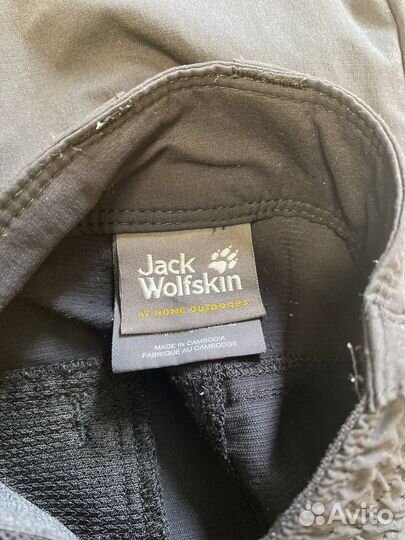 Jack
Wolfskin
AT HOME OUTDOORS
MADE IN CAMBODIA
FABRIQUÉ AU CAMBODGE
Avito